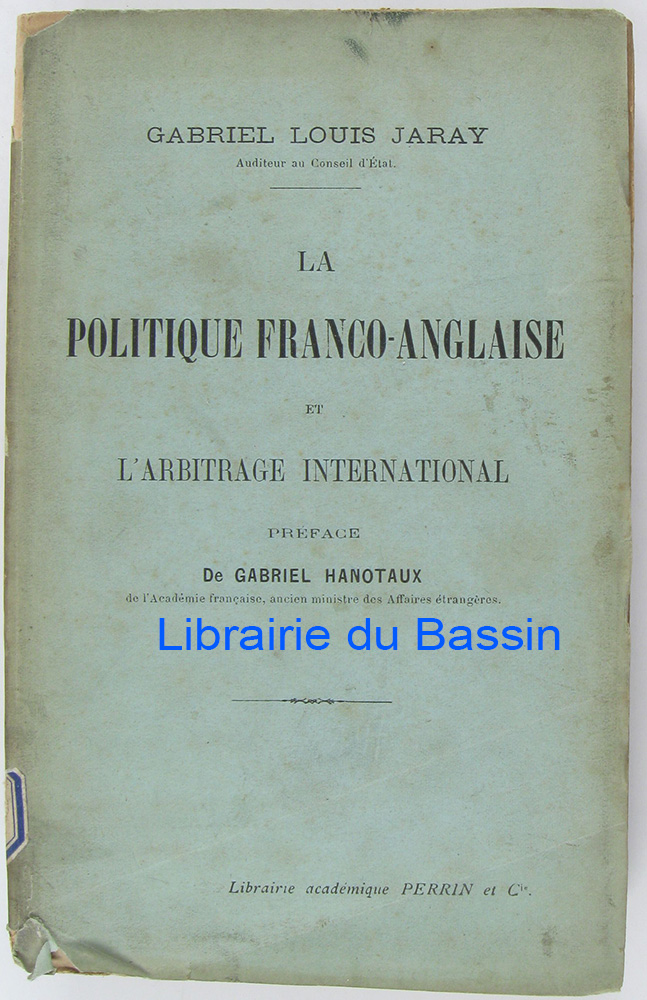 GABRIEL LOUIS JARAY
Auditeur au Conseil d'État.
LA
POLITIQUE FRANCO-ANGLAISE
ET
L'ARBITRAGE INTERNATIONAL
PRÉFACE
De GABRIEL HANOTAUX
de l'Académie française, ancien ministre des Affaires étrangères.
Librairie du Bassin
Librairie académique PERRIN et Cie.